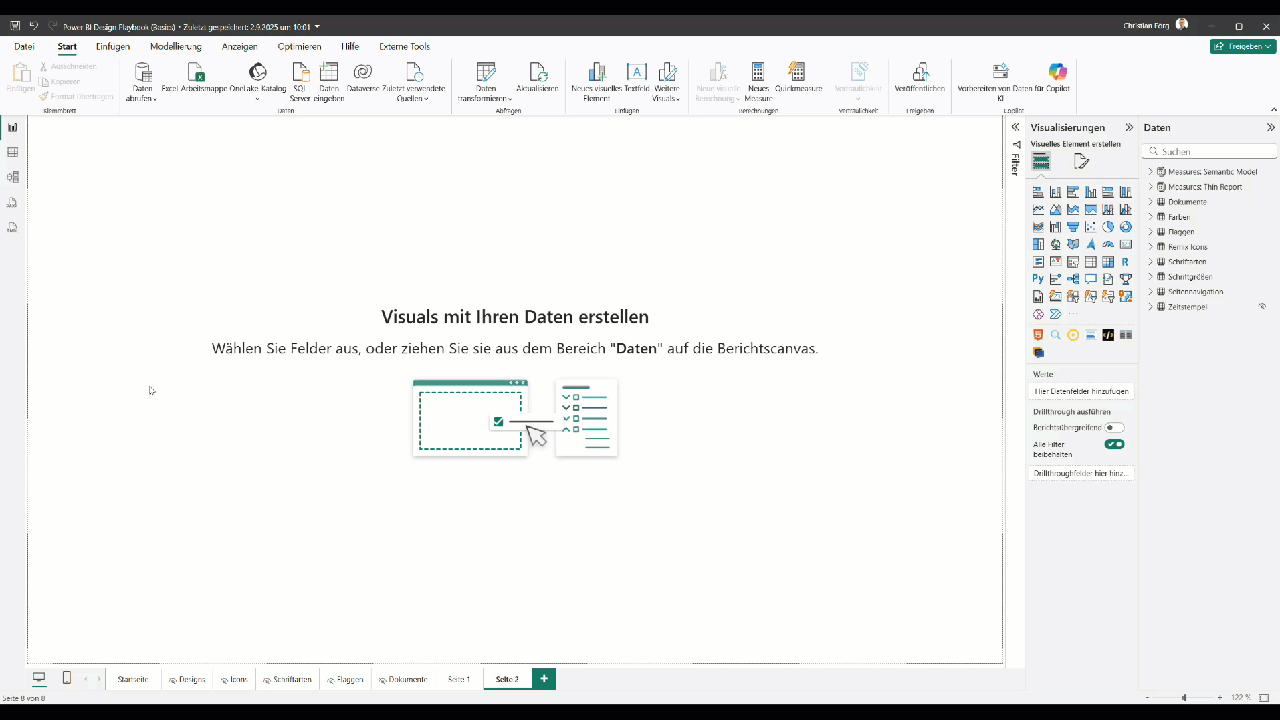 Power BI Design Playbook (Basics) • Zuletzt gespeichert: 2.9.2025 um 10:01
Christian Förg
Datei
Start
Einfügen
Modellierung
Anzeigen
Optimieren
Hilfe
Externe Tools
Freigeben
Einfügen
Ausschneiden
Kopieren
Format übertragen
Daten abrufen
Excel-Arbeitsmappe
OneLake-Katalog
SQL Server
Daten eingeben
Dataverse
Zuletzt verwendete Quellen
Daten transformieren
Aktualisieren
Neues visuelles Element
Textfeld
Weitere Visuals
Neue visuelle Berechnung
Neues Measure
Quickmeasure
Vertraulichkeit
Veröffentlichen
Vorbereiten von Daten für KI
Copilot
Klemmbrett
Daten
Abfragen
Einfügen
Berechnungen
Vertraulichkeit
Freigeben
Copilot
Filter
Visualisierungen
Visuelles Element erstellen
R
Py
Werte
Hier Datenfelder hinzufügen
Drillthrough ausführen
Berichtsübergreifend
Alle Filter
beibehalten
Drillthroughfelder hier hinz...
Daten
Suchen
Measures: Semantic Model
Measures: Thin Report
Dokumente
Farben
Flaggen
Remix Icons
Schriftarten
Schriftgrößen
Seitennavigation
Zeitstempel
Visuals mit Ihren Daten erstellen
Wählen Sie Felder aus, oder ziehen Sie sie aus dem Bereich "Daten" auf die Berichtscanvas.
Startseite
Designs
Icons
Schriftarten
Flaggen
Dokumente
Seite 1
Seite 2
Seite 8 von 8
122 %